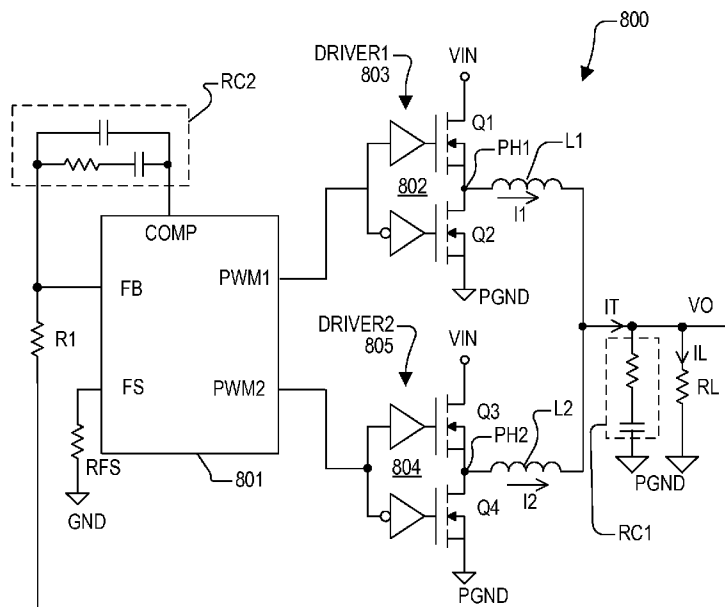 800
DRIVER1
803
VIN
RC2
Q1
PH1
L1
802
I1
COMP
Q2
PWM1
FB
PGND
DRIVER2
805
VIN
IT
VO
R1
IL
RL
FS
PWM2
Q3
PH2
L2
RFS
804
801
I2
GND
Q4
PGND
RC1
PGND